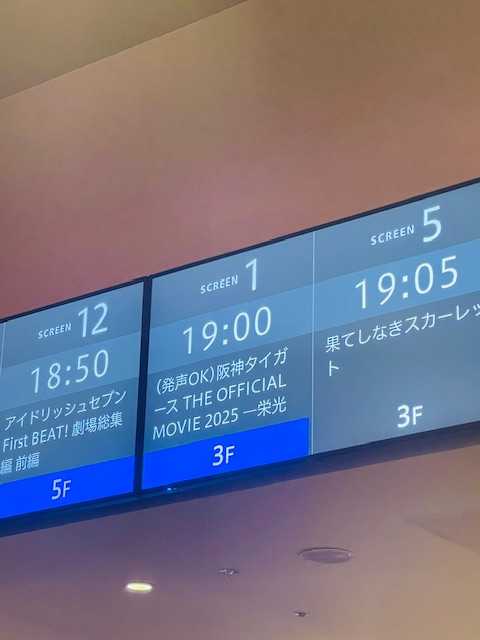 SCREEN 12
18:50
アイドリッシュセブン
First BEAT! 劇場総集
編 前編
5F
SCREEN 1
19:00
(発声OK)阪神タイガ
ース THE OFFICIAL
MOVIE 2025 ―栄光
3F
SCREEN 5
19:05
果てしなきスカーレッ
ト
3F